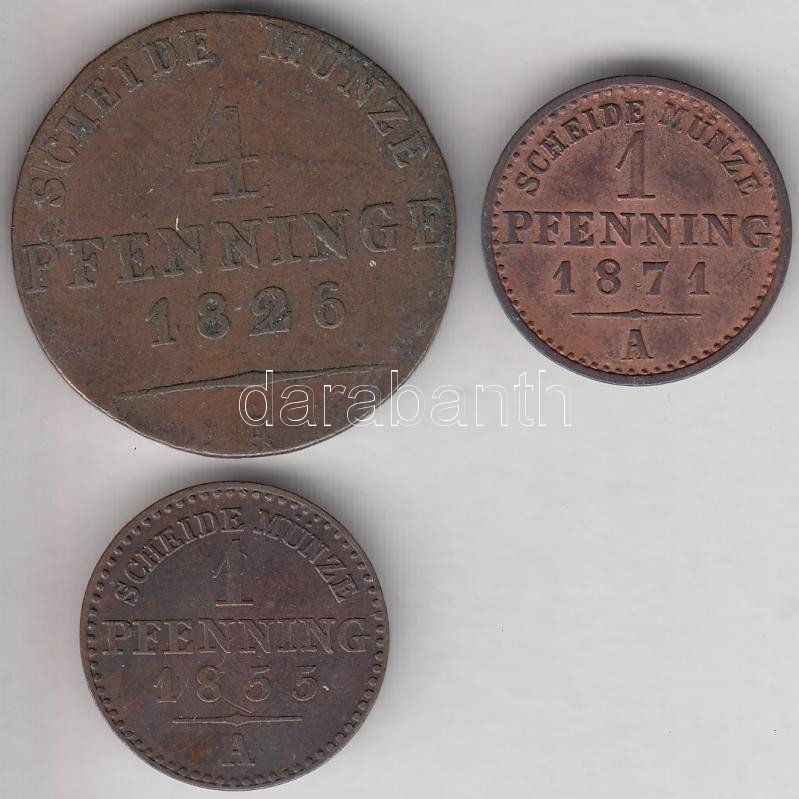 SCHEIDE MÜNZE
4
PFENNINGE
1826
A
SCHEIDE MÜNZE
1
PFENNING
1871
A
darabanth
SCHEIDE MÜNZE
1
PFENNING
1855
A